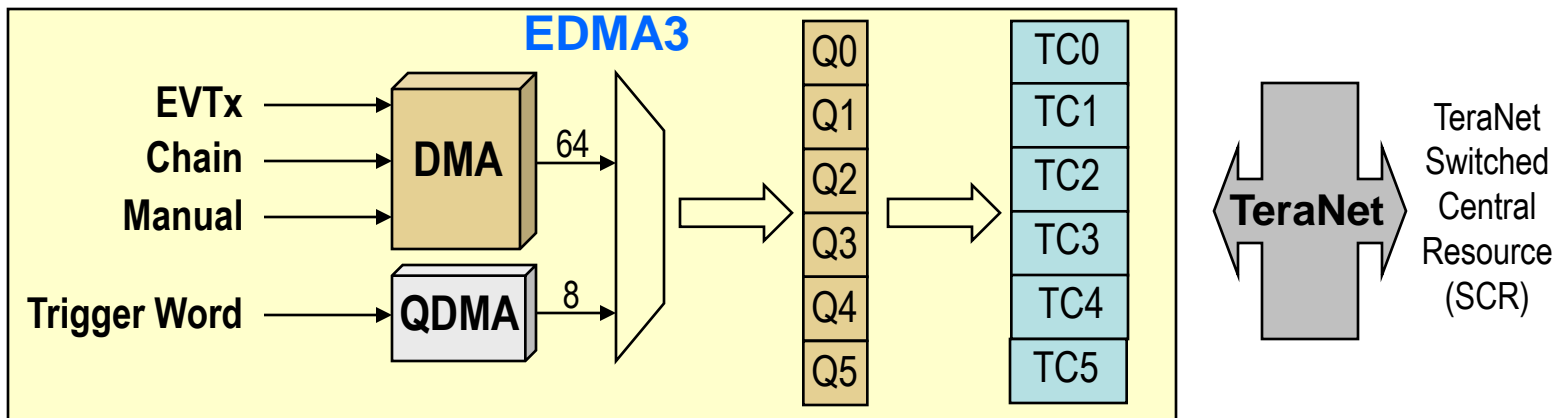 EDMA3
EVTx
Chain
Manual
Trigger Word
DMA
QDMA
64
8
Q0
Q1
Q2
Q3
Q4
Q5
TC0
TC1
TC2
TC3
TC4
TC5
TeraNet
TeraNet
Switched
Central
Resource
(SCR)